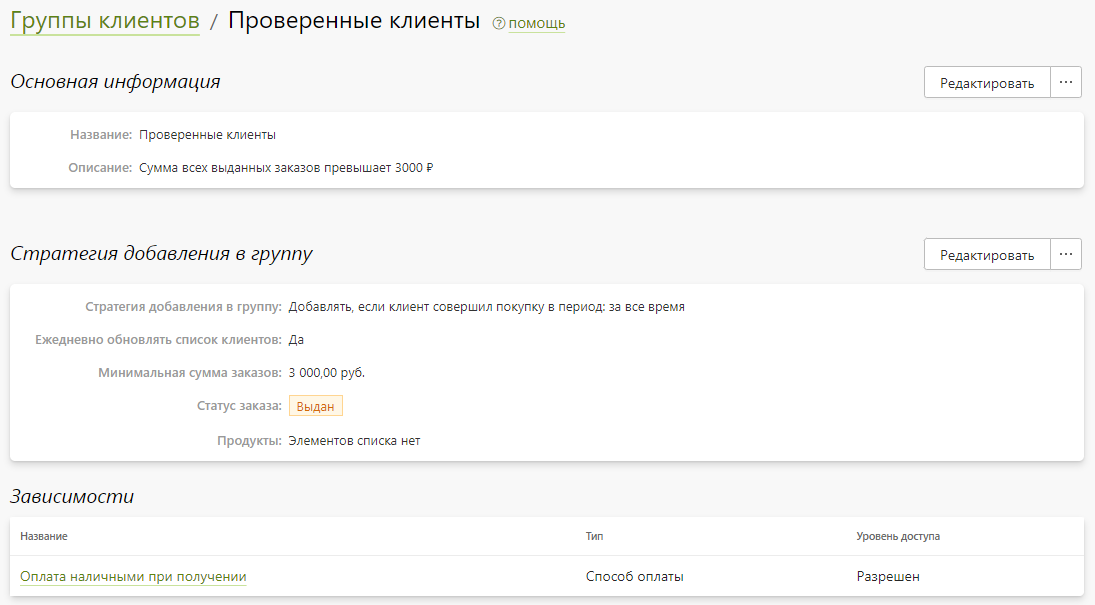 Группы клиентов / Проверенные клиенты ? помощь
Основная информация
Редактировать ...
Название: Проверенные клиенты
Описание: Сумма всех выданных заказов превышает 3000 ₽
Стратегия добавления в группу
Редактировать ...
Стратегия добавления в группу: Добавлять, если клиент совершил покупку в период: за все время
Ежедневно обновлять список клиентов: Да
Минимальная сумма заказов: 3 000,00 руб.
Статус заказа: Выдан
Продукты: Элементов списка нет
Зависимости
Название Тип Уровень доступа
Оплата наличными при получении Способ оплаты Разрешен